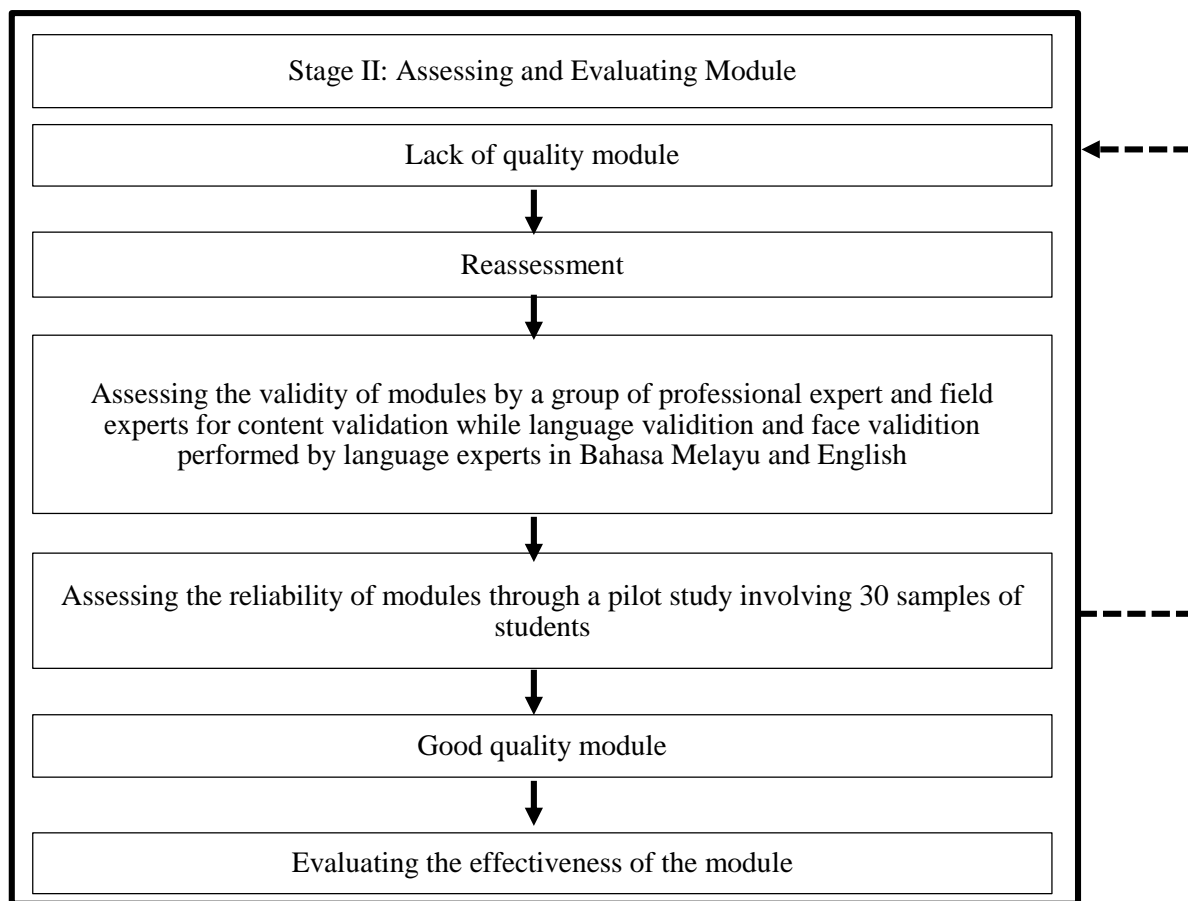 Stage II: Assessing and Evaluating Module
Lack of quality module
Reassessment
Assessing the validity of modules by a group of professional expert and field
experts for content validation while language validition and face validition
performed by language experts in Bahasa Melayu and English
Assessing the reliability of modules through a pilot study involving 30 samples of
students
Good quality module
Evaluating the effectiveness of the module